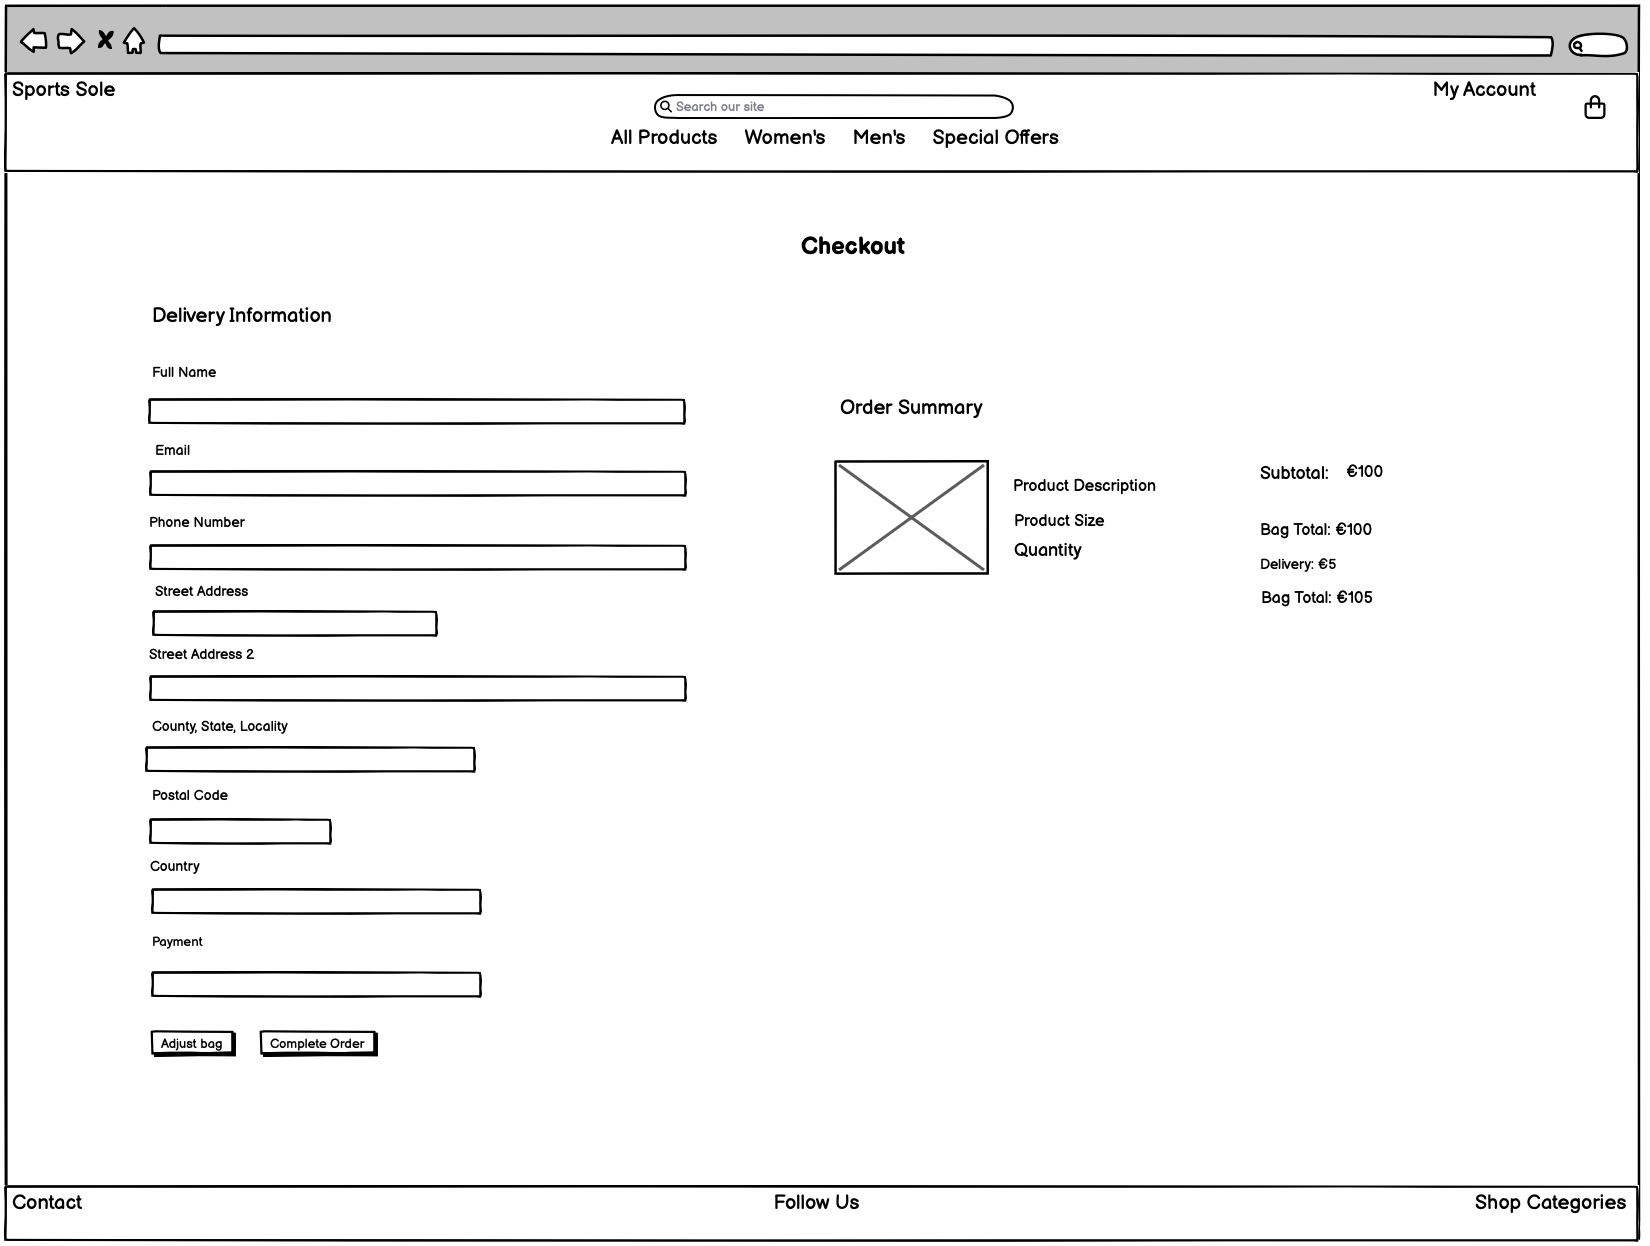 Sports Sole
My Account
Search our site
All Products Women's Men's Special Offers
Checkout
Delivery Information
Full Name
Email
Phone Number
Street Address
Street Address 2
County, State, Locality
Postal Code
Country
Payment
Adjust bag Complete Order
Order Summary
Product Description
Product Size
Quantity
Subtotal: €100
Bag Total: €100
Delivery: €5
Bag Total: €105
Contact Follow Us Shop Categories